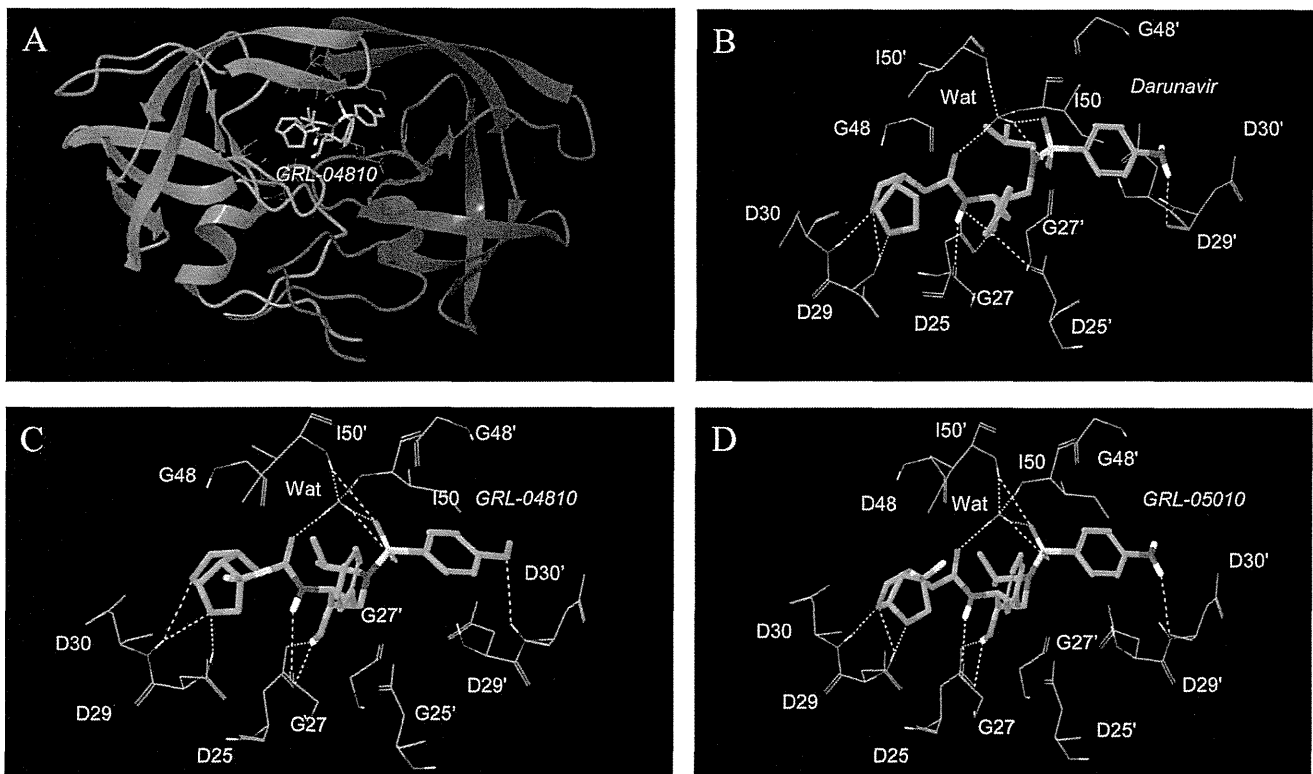 A
GRL-04810
B
G48'
I50'
Wat
I50
Darunavir
G48
D30'
D30
G27'
D29'
D29
D25
G27
D25'
C
I50'
G48'
G48
Wat
I50
GRL-04810
D30'
G27'
D30
D29'
D29
G27
G25'
D25
D
I50'
G48'
I50
D48
Wat
GRL-05010
D30'
D30
G27'
D29'
D29
G27
D25'
D25